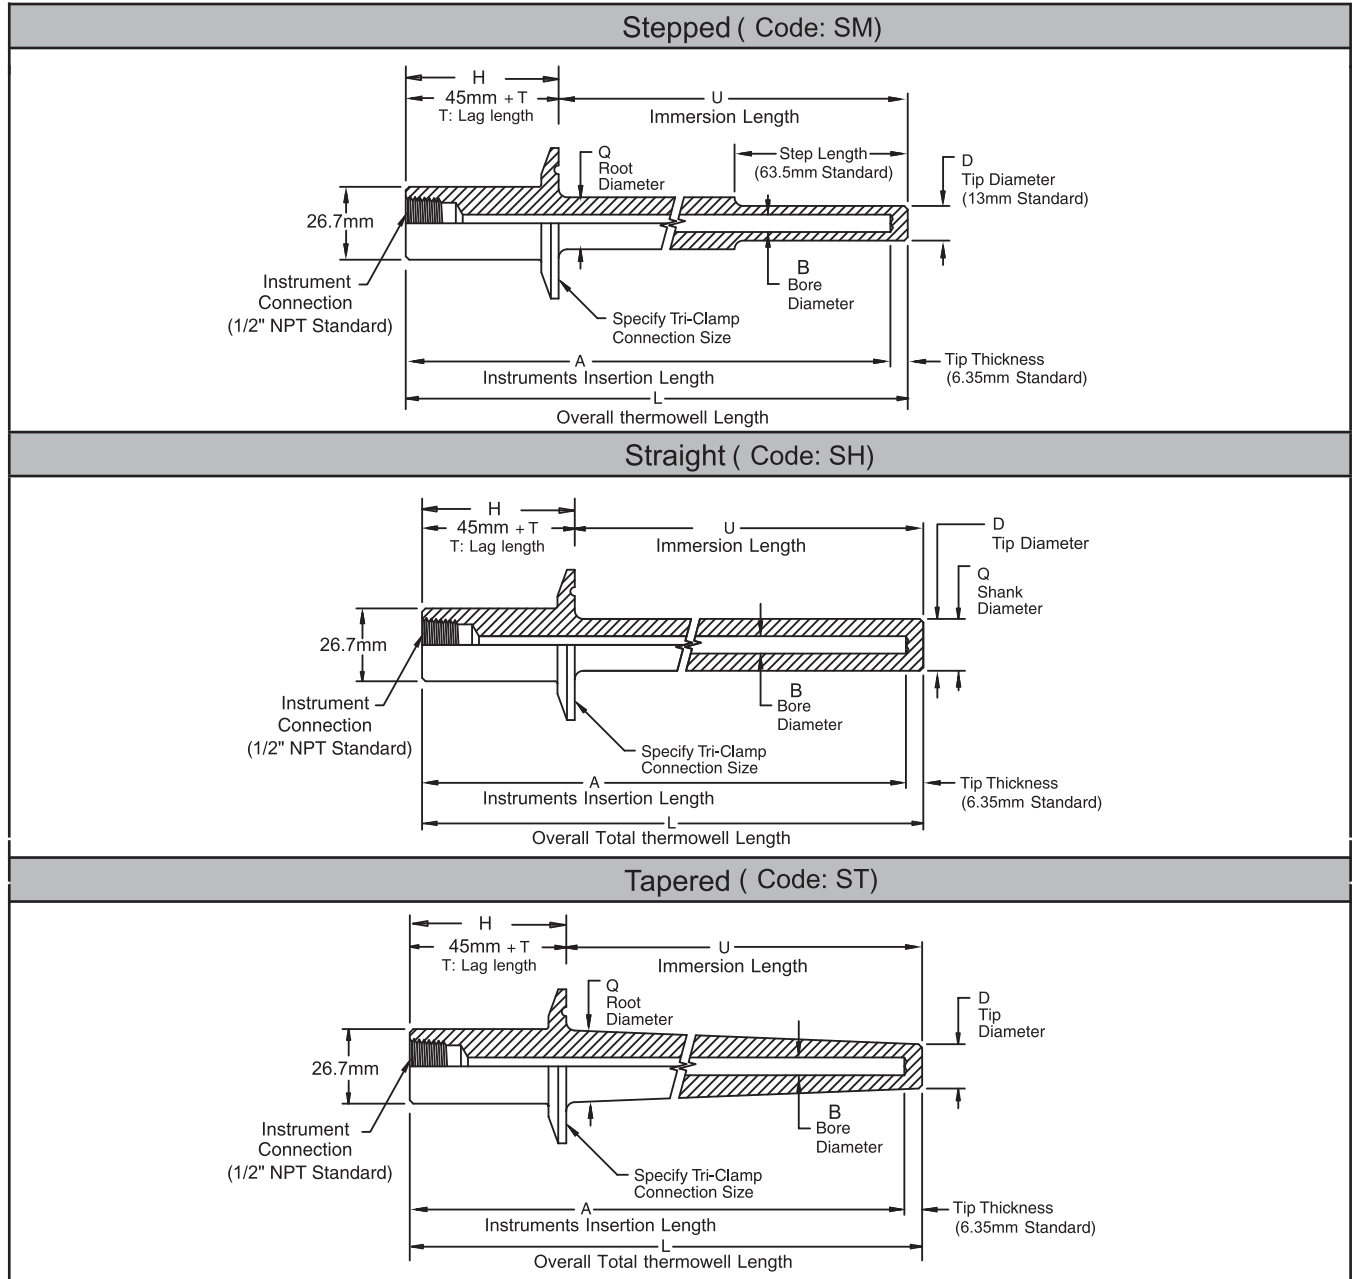 Stepped ( Code: SM)
H
45mm + T
T: Lag length
U
Immersion Length
Q
Root
Diameter
Step Length
(63.5mm Standard)
D
Tip Diameter
(13mm Standard)
26.7mm
B
Bore
Diameter
Instrument
Connection
(1/2" NPT Standard)
Specify Tri-Clamp
Connection Size
A
Instruments Insertion Length
Tip Thickness
(6.35mm Standard)
L
Overall thermowell Length
Straight ( Code: SH)
H
45mm + T
T: Lag length
U
Immersion Length
D
Tip Diameter
Q
Shank
Diameter
26.7mm
B
Bore
Diameter
Instrument
Connection
(1/2" NPT Standard)
Specify Tri-Clamp
Connection Size
A
Instruments Insertion Length
Tip Thickness
(6.35mm Standard)
L
Overall Total thermowell Length
Tapered ( Code: ST)
H
45mm + T
T: Lag length
U
Immersion Length
Q
Root
Diameter
D
Tip
Diameter
26.7mm
B
Bore
Diameter
Instrument
Connection
(1/2" NPT Standard)
Specify Tri-Clamp
Connection Size
A
Instruments Insertion Length
Tip Thickness
(6.35mm Standard)
L
Overall Total thermowell Length